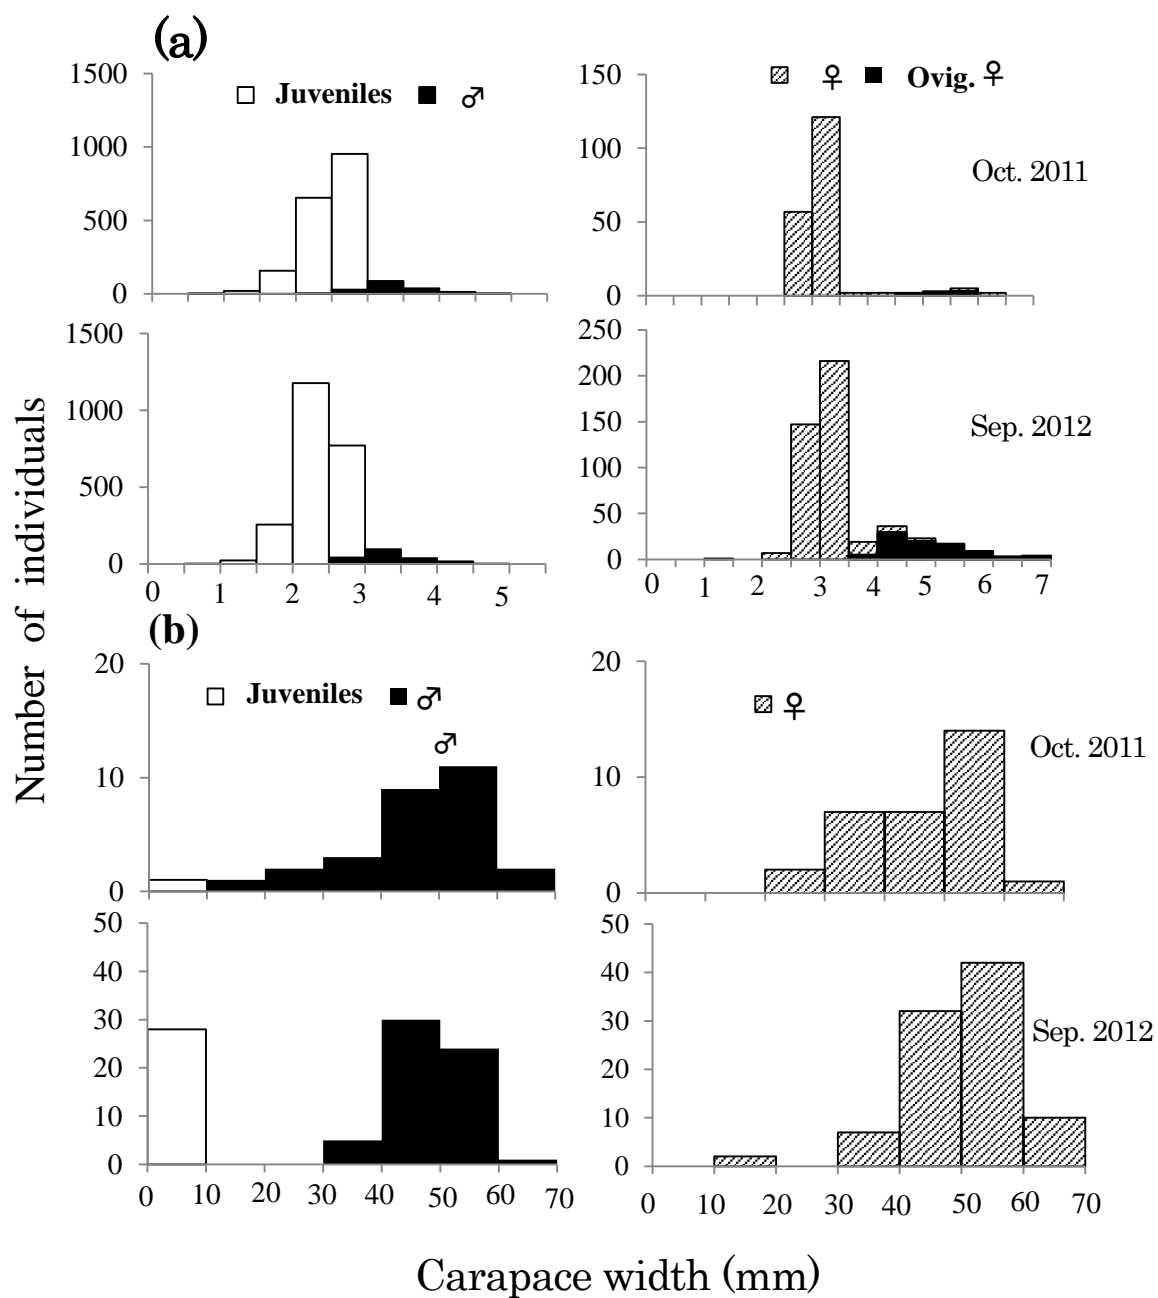 (a)
1500
1000
500
0
Juveniles ♂
150
100
50
0
♀ Ovig. ♀
Oct. 2011
1500
1000
500
0
0 1 2 3 4 5
250
200
150
100
50
0
0 1 2 3 4 5 6 7
Sep. 2012
Number of individuals
(b)
20
10
0
Juveniles ♂
♂
20
10
0
♀
Oct. 2011
50
40
30
20
10
0
0 10 20 30 40 50 60 70
50
40
30
20
10
0
0 10 20 30 40 50 60 70
Sep. 2012
Carapace width (mm)